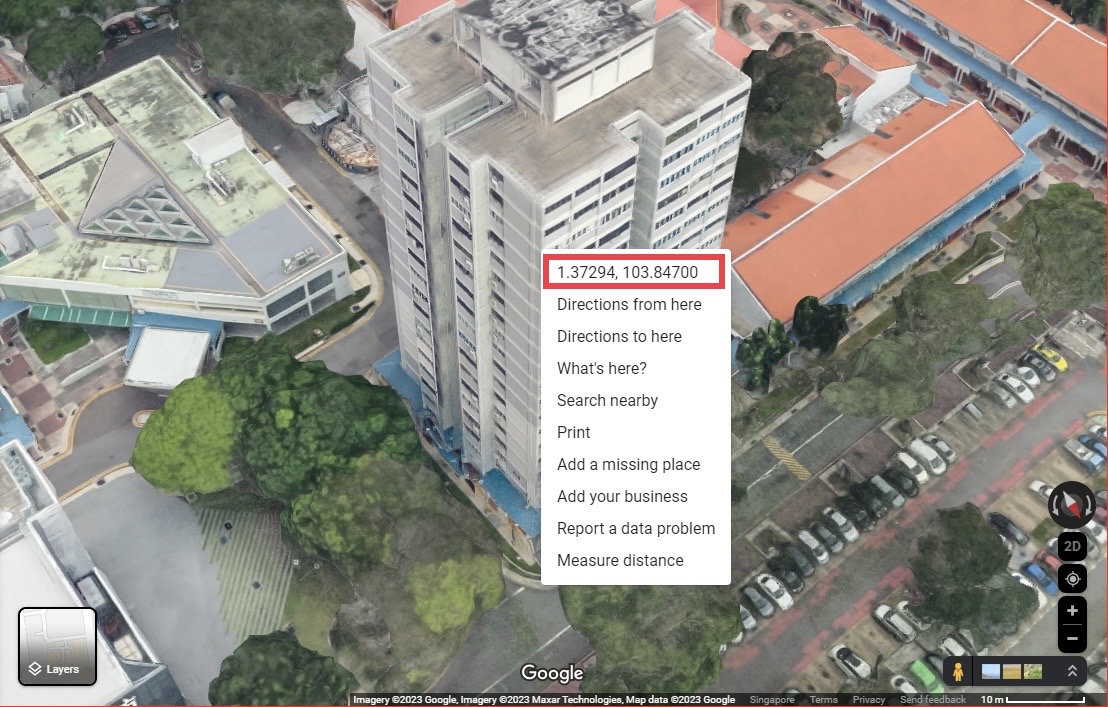 1.37294, 103.84700
Directions from here
Directions to here
What's here?
Search nearby
Print
Add a missing place
Add your business
Report a data problem
Measure distance
2D
+
−
Layers
Google
Imagery ©2023 Google, Imagery ©2023 Maxar Technologies, Map data ©2023 Google Singapore Terms Privacy Send feedback 10 m